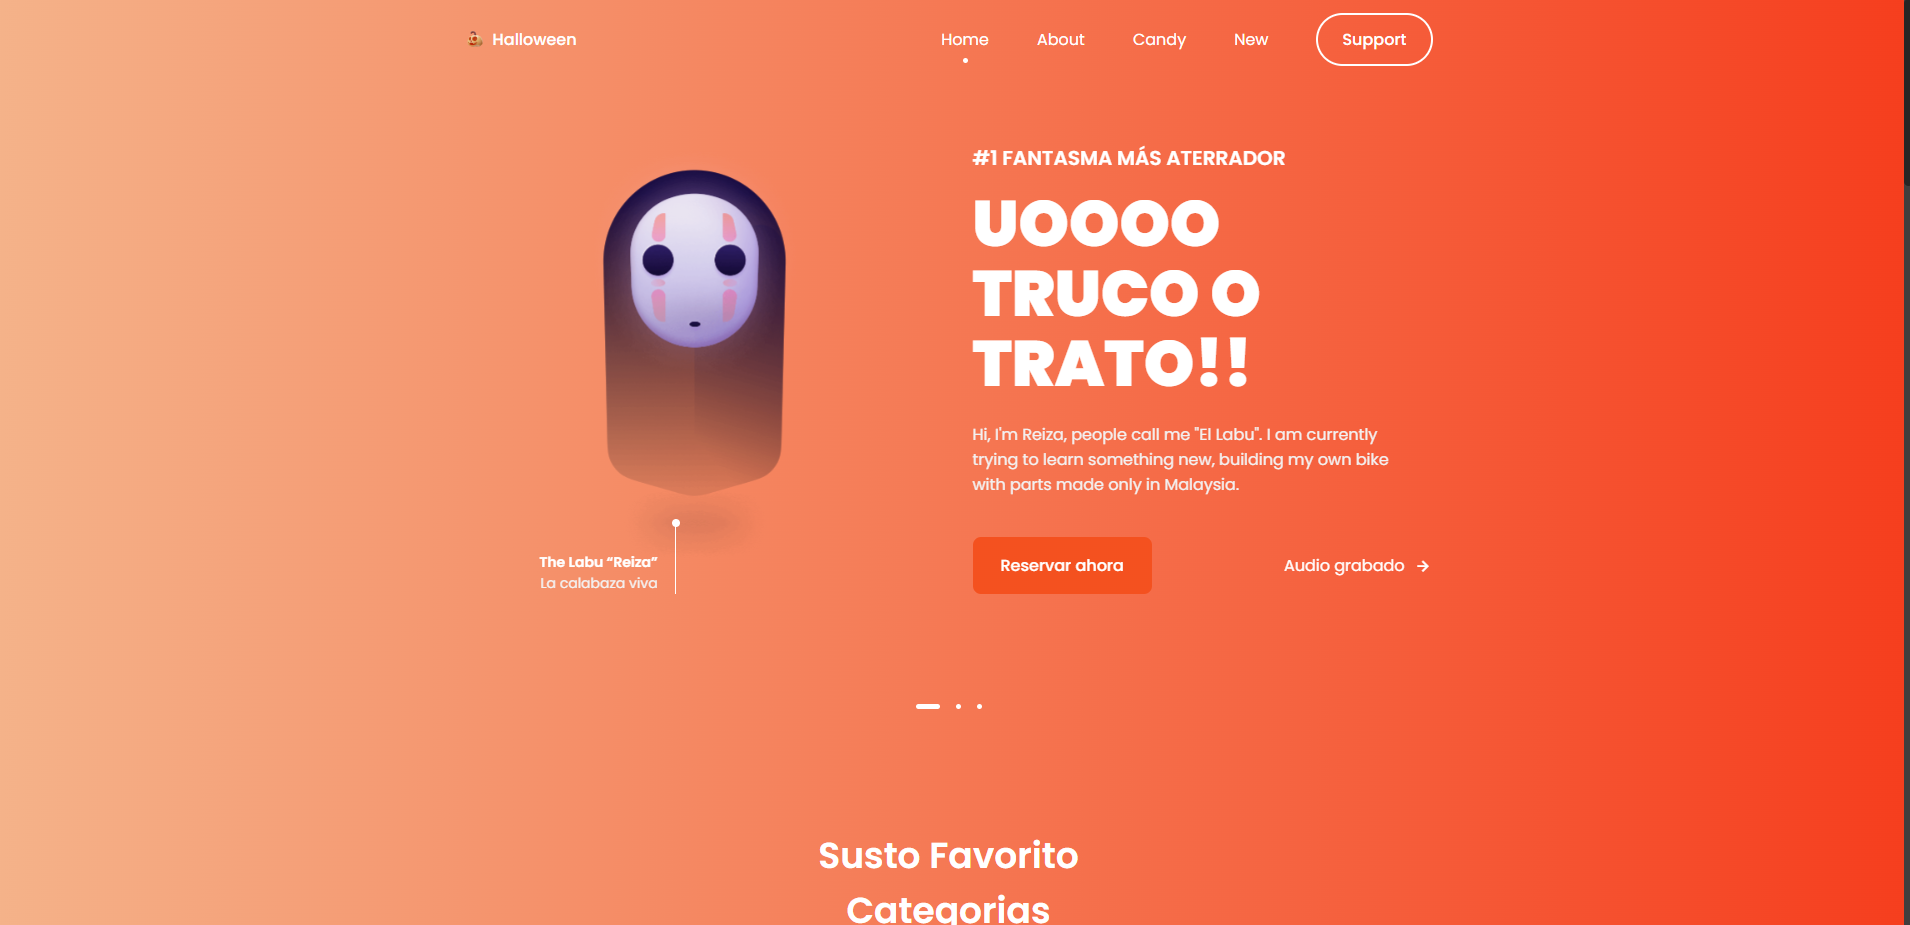 Halloween
Home
About
Candy
New
Support
#1 FANTASMA MÁS ATERRADOR
UOOOO
TRUCO O
TRATO!!
Hi, I'm Reiza, people call me "El Labu". I am currently
trying to learn something new, building my own bike
with parts made only in Malaysia.
The Labu “Reiza”
La calabaza viva
Reservar ahora
Audio grabado →
Susto Favorito
Categorias